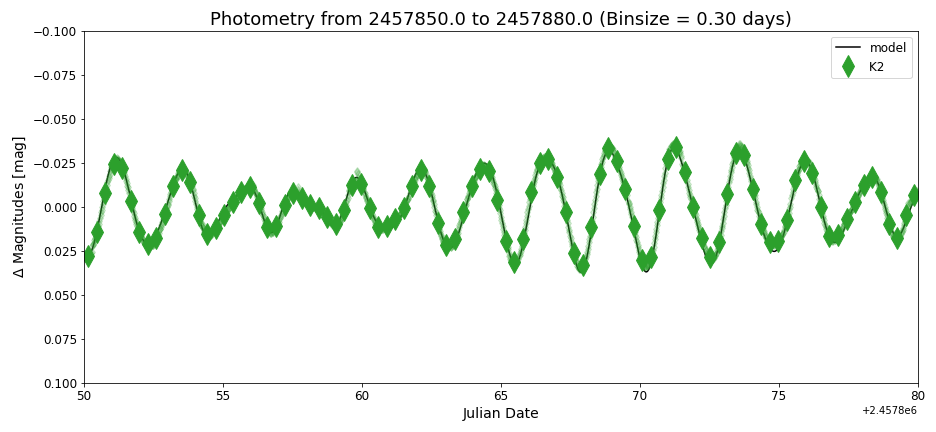 Photometry from 2457850.0 to 2457880.0 (Binsize = 0.30 days)
−0.100
−0.075
−0.050
−0.025
0.000
0.025
0.050
0.075
0.100
Δ Magnitudes [mag]
model
K2
50
55
60
65
70
75
80
+2.4578e6
Julian Date